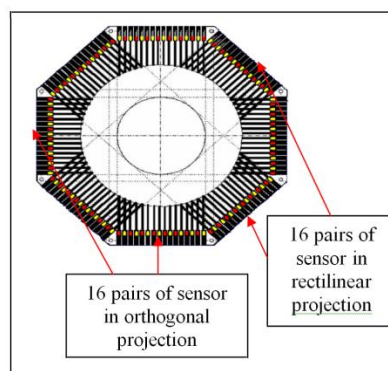 16 pairs of
sensor in
rectilinear
projection
16 pairs of sensor
in orthogonal
projection